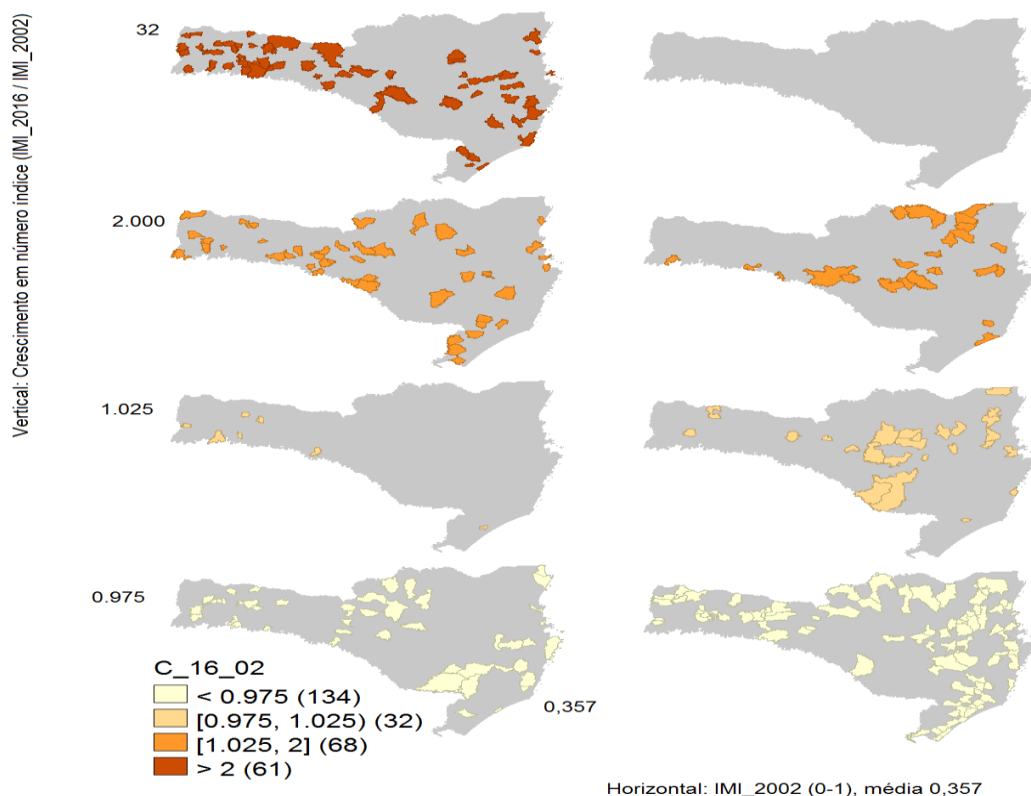 Vertical: Crescimento em número índice (IMI_2016 / IMI_2002)
32
2.000
1.025
0.975
C_16_02
< 0.975 (134)
[0.975, 1.025) (32)
[1.025, 2] (68)
> 2 (61)
0,357
Horizontal: IMI_2002 (0-1), média 0,357